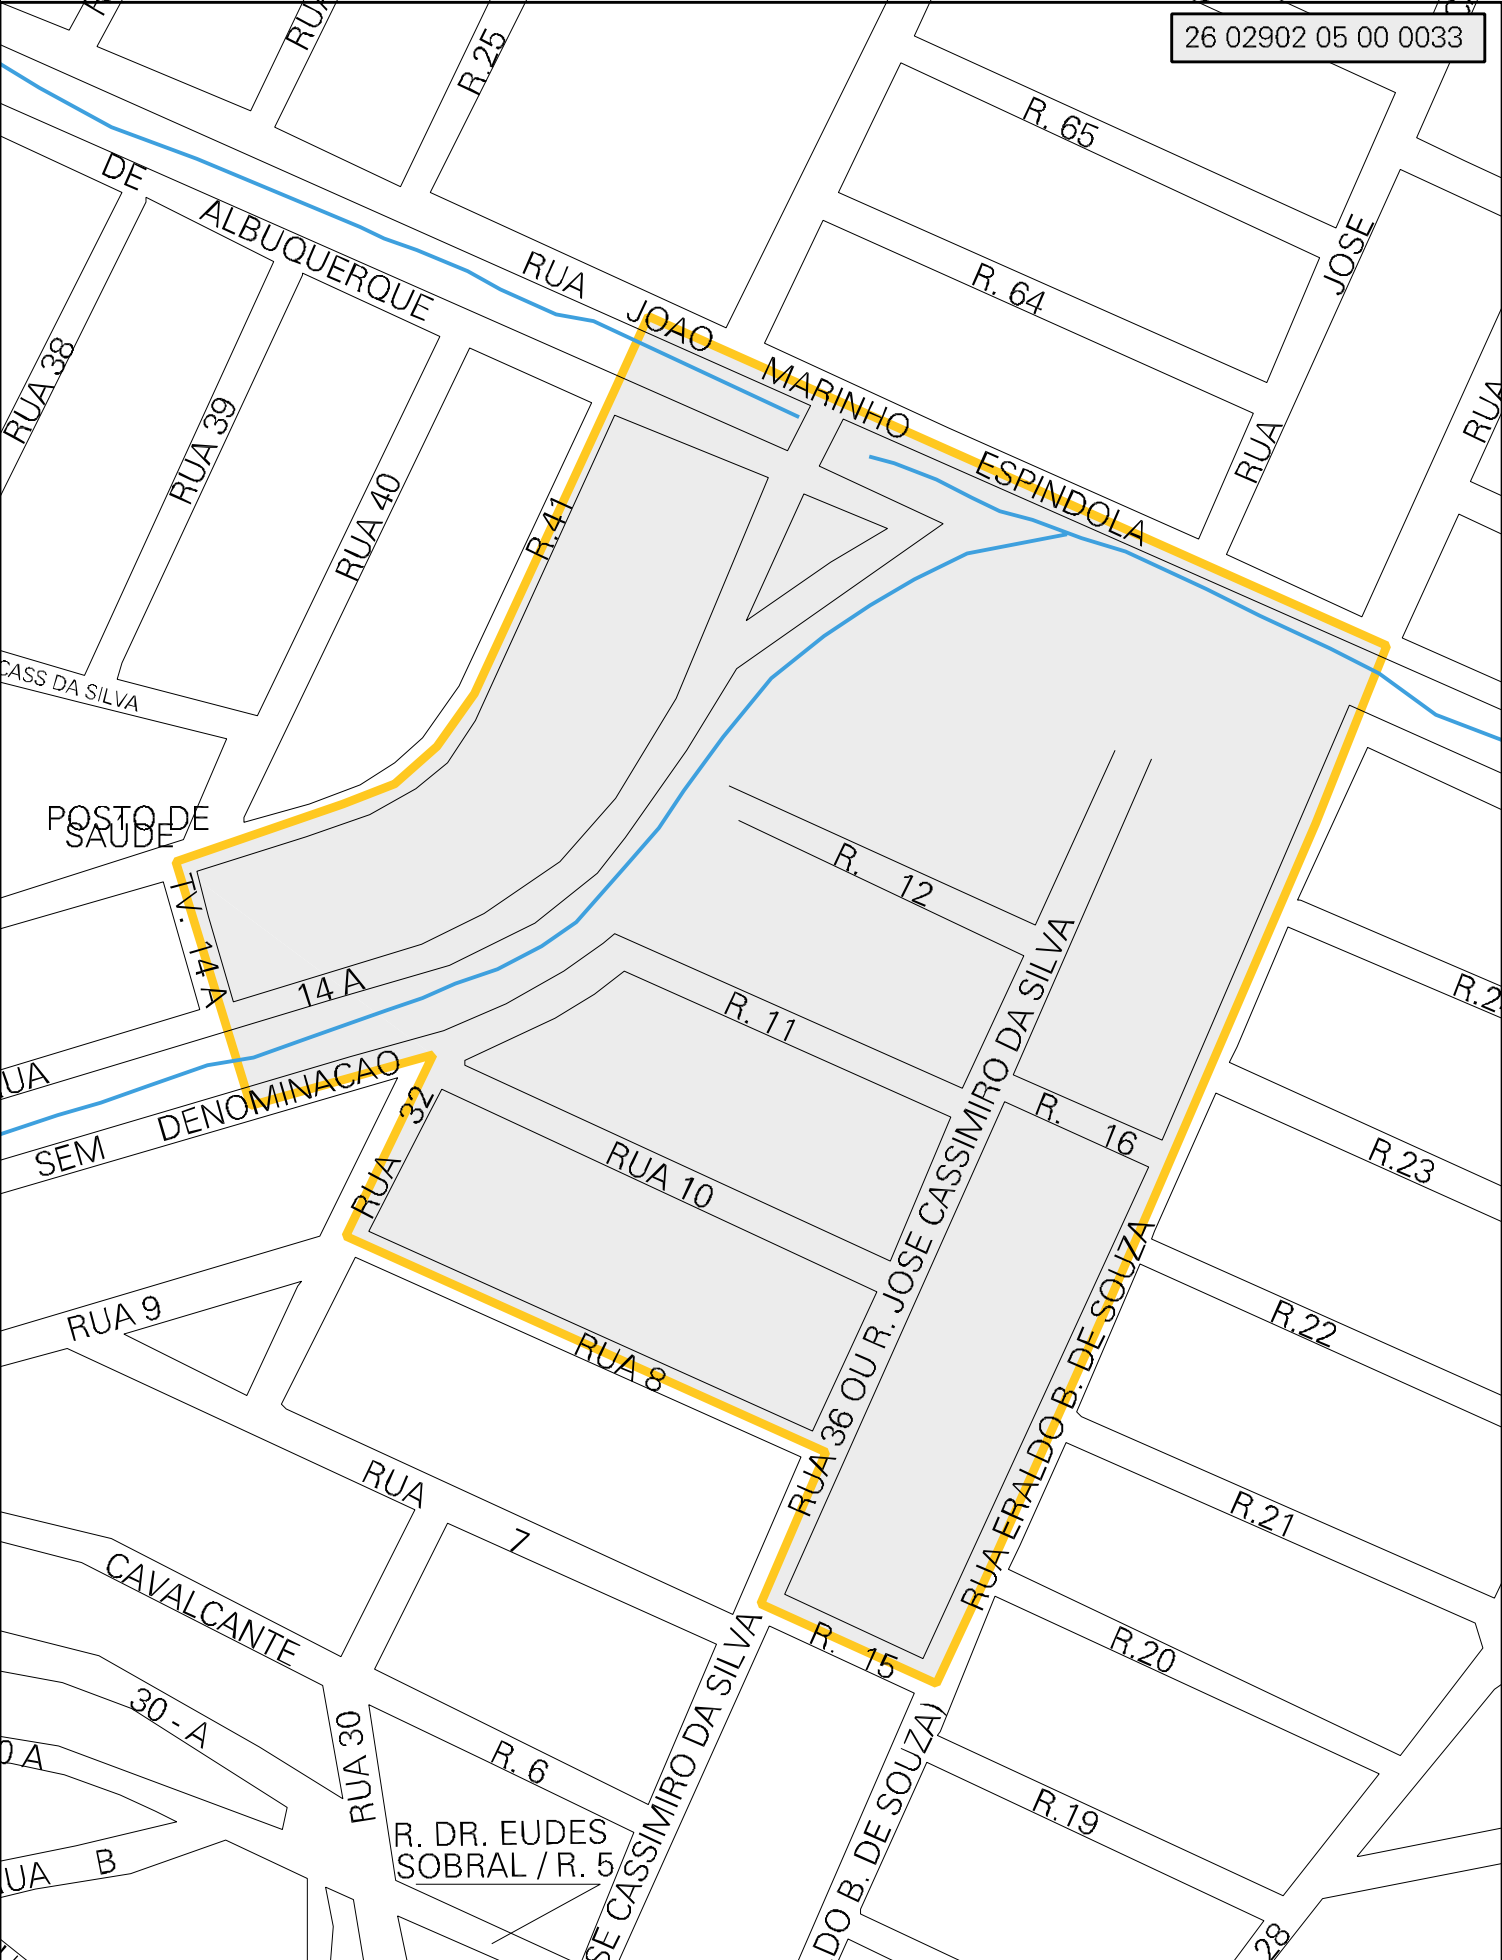 26 02902 05 00 0033
R.25
R. 65
DE
ALBUQUERQUE
RUA
JOAO
MARINHO
ESPINDOLA
R. 64
JOSE
RUA
RUA
RUA 38
RUA 39
RUA 40
R.41
CASS DA SILVA
POSTO DE
SAUDE
TV. 14 A
14 A
R. 12
R. 11
R. 16
SEM DENOMINACAO
RUA 32
RUA 10
RUA 36 OU R. JOSE CASSIMIRO DA SILVA
RUA ERALDO B. DE SOUZA
R.23
R.22
RUA 9
RUA 8
RUA 7
R.21
CAVALCANTE
R. 15
R.20
30 - A
RUA 30
R. 6
R.19
R. DR. EUDES
SOBRAL / R. 5
CASSIMIRO DA SILVA
B. DE SOUZA)
B
28